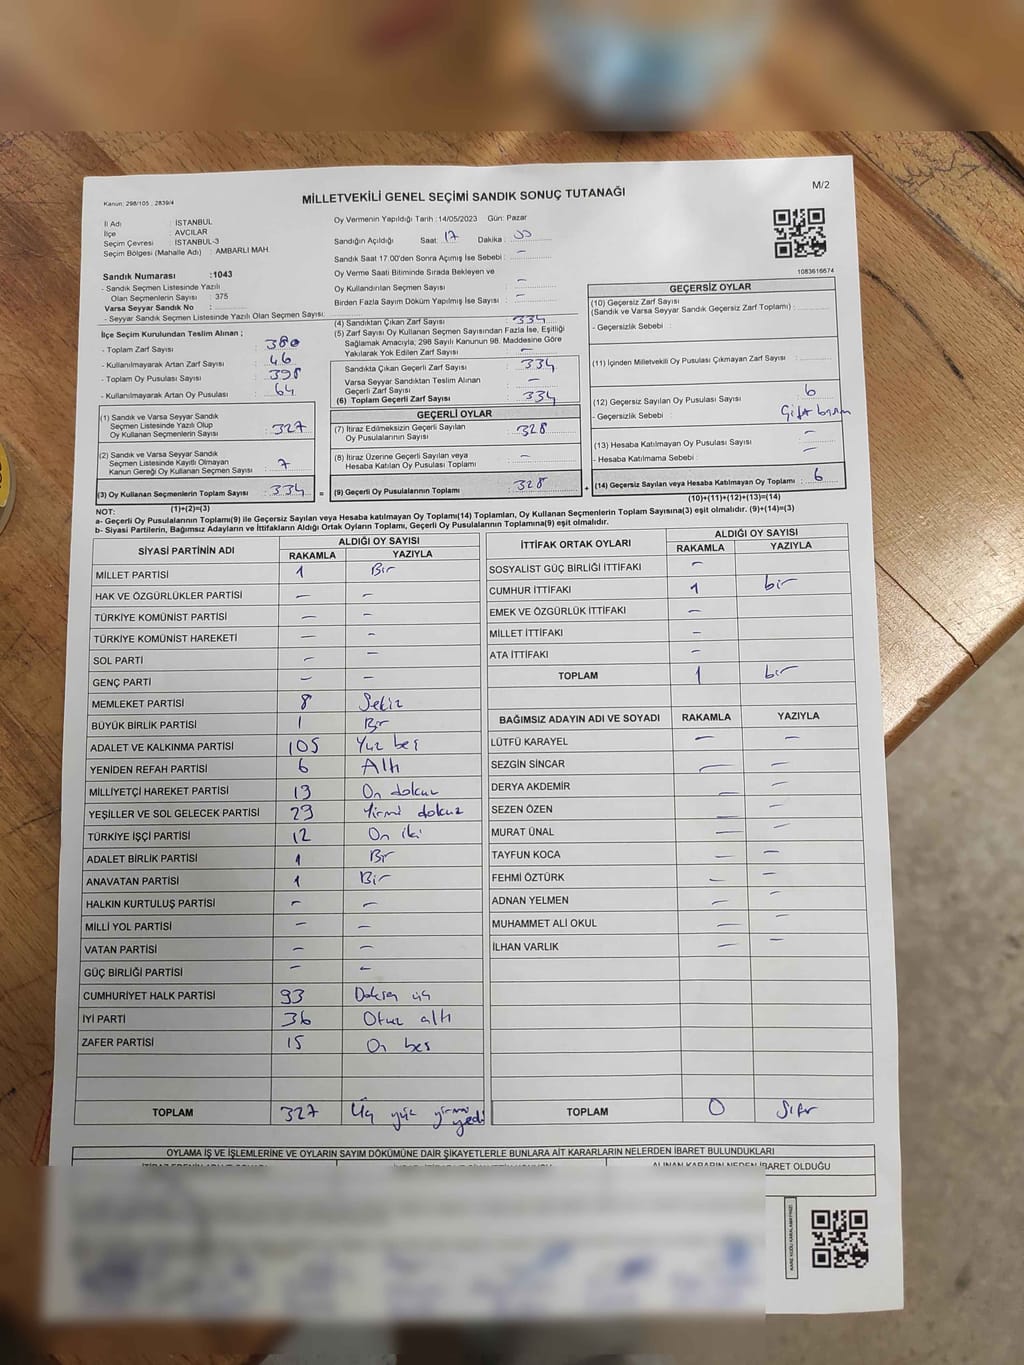 M/2
Kanun: 298/105 ; 2839/4
MİLLETVEKİLİ GENEL SEÇİMİ SANDIK SONUÇ TUTANAĞI
İl Adı : İSTANBUL
İlçe : AVCILAR
Seçim Çevresi : İSTANBUL-3
Seçim Bölgesi (Mahalle Adı) : AMBARLI MAH.
Sandık Numarası :1043
- Sandık Seçmen Listesinde Yazılı
Olan Seçmenlerin Sayısı : 375
Varsa Seyyar Sandık No :
- Seyyar Sandık Seçmen Listesinde Yazılı Olan Seçmen Sayısı:
Oy Vermenin Yapıldığı Tarih :14/05/2023 Gün: Pazar
Sandığın Açıldığı Saat: 17 Dakika: 00
Sandık Saat 17.00'den Sonra Açımış İse Sebebi : –
Oy Verme Saati Bitiminde Sırada Bekleyen ve
Oy Kullandırılan Seçmen Sayısı : –
Birden Fazla Sayım Döküm Yapılmış İse Sayısı : –
1083616674
İlçe Seçim Kurulundan Teslim Alınan ;
- Toplam Zarf Sayısı : 380
- Kullanılmayarak Artan Zarf Sayısı : 46
- Toplam Oy Pusulası Sayısı : 398
- Kullanılmayarak Artan Oy Pusulası : 64
(4) Sandıktan Çıkan Zarf Sayısı : 334
(5) Zarf Sayısı Oy Kullanan Seçmen Sayısından Fazla İse, Eşitliği
Sağlamak Amacıyla; 298 Sayılı Kanunun 98. Maddesine Göre
Yakılarak Yok Edilen Zarf Sayısı : –
Sandıkta Çıkan Geçerli Zarf Sayısı : 334
Varsa Seyyar Sandıktan Teslim Alınan
Geçerli Zarf Sayısı : –
(6) Toplam Geçerli Zarf Sayısı : 334
GEÇERSİZ OYLAR
(10) Geçersiz Zarf Sayısı
(Sandık ve Varsa Seyyar Sandık Geçersiz Zarf Toplamı) :
- Geçersizlik Sebebi :
(11) İçinden Milletvekili Oy Pusulası Çıkmayan Zarf Sayısı :
(12) Geçersiz Sayılan Oy Pusulası Sayısı : 6
- Geçersizlik Sebebi :
(13) Hesaba Katılmayan Oy Pusulası Sayısı : –
- Hesaba Katılmama Sebebi : –
(14) Geçersiz Sayılan veya Hesaba Katılmayan Oy Toplamı : 6
(10)+(11)+(12)+(13)=(14)
(1) Sandık ve Varsa Seyyar Sandık
Seçmen Listesinde Yazılı Olup
Oy Kullanan Seçmenlerin Sayısı : 327
(2) Sandık ve Varsa Seyyar Sandık
Seçmen Listesinde Kayıtlı Olmayan
Kanun Gereği Oy Kullanan Seçmen Sayısı : 7
(3) Oy Kullanan Seçmenlerin Toplam Sayısı : 334 =
(1)+(2)=(3)
GEÇERLİ OYLAR
(7) İtiraz Edilmeksizin Geçerli Sayılan
Oy Pusulalarının Sayısı : 328
(8) İtiraz Üzerine Geçerli Sayılan veya
Hesaba Katılan Oy Pusulası Toplamı : –
(9) Geçerli Oy Pusulalarının Toplamı : 328 +
NOT:
a- Geçerli Oy Pusulalarının Toplamı(9) ile Geçersiz Sayılan veya Hesaba katılmayan Oy Toplamı(14) Toplamları, Oy Kullanan Seçmenlerin Toplam Sayısına(3) eşit olmalıdır. (9)+(14)=(3)
b- Siyasi Partilerin, Bağımsız Adayların ve İttifakların Aldığı Ortak Oyların Toplamı, Geçerli Oy Pusulalarının Toplamına(9) eşit olmalıdır.
SİYASİ PARTİNİN ADI ALDIĞI OY SAYISI
RAKAMLA YAZIYLA
MİLLET PARTİSİ 1 Bir
HAK VE ÖZGÜRLÜKLER PARTİSİ – –
TÜRKİYE KOMÜNİST PARTİSİ – –
TÜRKİYE KOMÜNİST HAREKETİ – –
SOL PARTİ – –
GENÇ PARTİ – –
MEMLEKET PARTİSİ 8 Sekiz
BÜYÜK BİRLİK PARTİSİ 1 Bir
ADALET VE KALKINMA PARTİSİ 105 Yüz beş
YENİDEN REFAH PARTİSİ 6 Altı
MİLLİYETÇİ HAREKET PARTİSİ 19 On dokuz
YEŞİLLER VE SOL GELECEK PARTİSİ 29 Yirmi dokuz
TÜRKİYE İŞÇİ PARTİSİ 12 On iki
ADALET BİRLİK PARTİSİ 1 Bir
ANAVATAN PARTİSİ 1 Bir
HALKIN KURTULUŞ PARTİSİ – –
MİLLİ YOL PARTİSİ – –
VATAN PARTİSİ – –
GÜÇ BİRLİĞİ PARTİSİ – –
CUMHURİYET HALK PARTİSİ 93 Doksan üç
İYİ PARTİ 36 Otuz altı
ZAFER PARTİSİ 15 On beş
TOPLAM 327 Üç yüz yirmi yedi
İTTİFAK ORTAK OYLARI ALDIĞI OY SAYISI
RAKAMLA YAZIYLA
SOSYALİST GÜÇ BİRLİĞİ İTTİFAKI –
CUMHUR İTTİFAKI 1 bir
EMEK VE ÖZGÜRLÜK İTTİFAKI –
MİLLET İTTİFAKI –
ATA İTTİFAKI –
TOPLAM 1 bir
BAĞIMSIZ ADAYIN ADI VE SOYADI RAKAMLA YAZIYLA
LÜTFÜ KARAYEL – –
SEZGİN SİNCAR – –
DERYA AKDEMİR – –
SEZEN ÖZEN – –
MURAT ÜNAL – –
TAYFUN KOCA – –
FEHMİ ÖZTÜRK – –
ADNAN YELMEN – –
MUHAMMET ALİ OKUL – –
İLHAN VARLIK – –
TOPLAM 0 Sıfır
OYLAMA İŞ VE İŞLEMLERİNE VE OYLARIN SAYIM DÖKÜMÜNE DAİR ŞİKAYETLERLE BUNLARA AİT KARARLARIN NELERDEN İBARET BULUNDUKLARI
ALINAN KARARIN NEDEN İBARET OLDUĞU